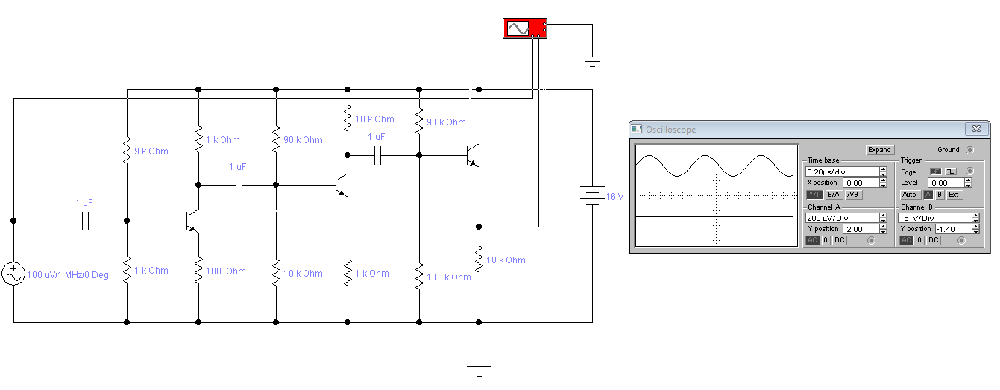 10 k Ohm
90 k Ohm
9 k Ohm
1 k Ohm
90 k Ohm
1 uF
1 uF
1 uF
16 V
100 uV/1 MHz/0 Deg
1 k Ohm
100 Ohm
10 k Ohm
1 k Ohm
100 k Ohm
10 k Ohm
Oscilloscope
Expand
Ground
Time base
Trigger
0.20µs/div
Edge
X position 0.00
Level 0.00
Y/T B/A A/B
Auto A B Ext
Channel A
Channel B
200 µV/Div
5 V/Div
Y position 2.00
Y position -1.40
AC 0 DC
AC 0 DC